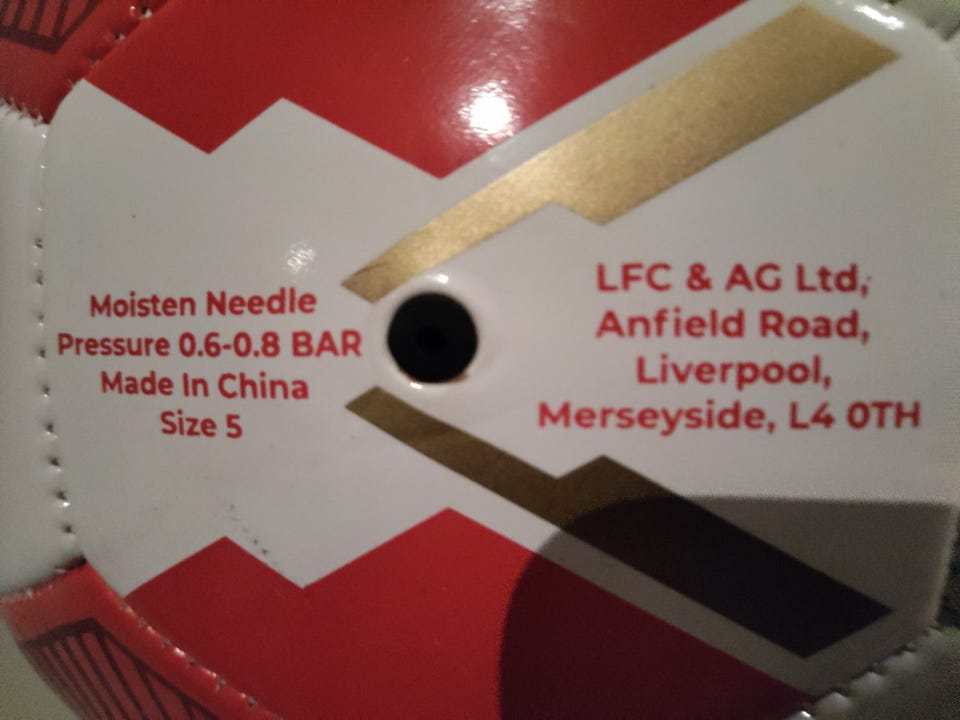 Moisten Needle
Pressure 0.6-0.8 BAR
Made In China
Size 5
LFC & AG Ltd,
Anfield Road,
Liverpool,
Merseyside, L4 0TH